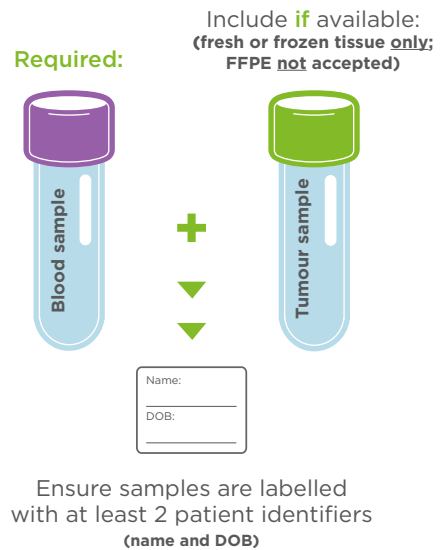 Required:
Include if available:
(fresh or frozen tissue only;
FFPE not accepted)
Blood sample
Tumour sample
Name:
DOB:
Ensure samples are labelled
with at least 2 patient identifiers
(name and DOB)